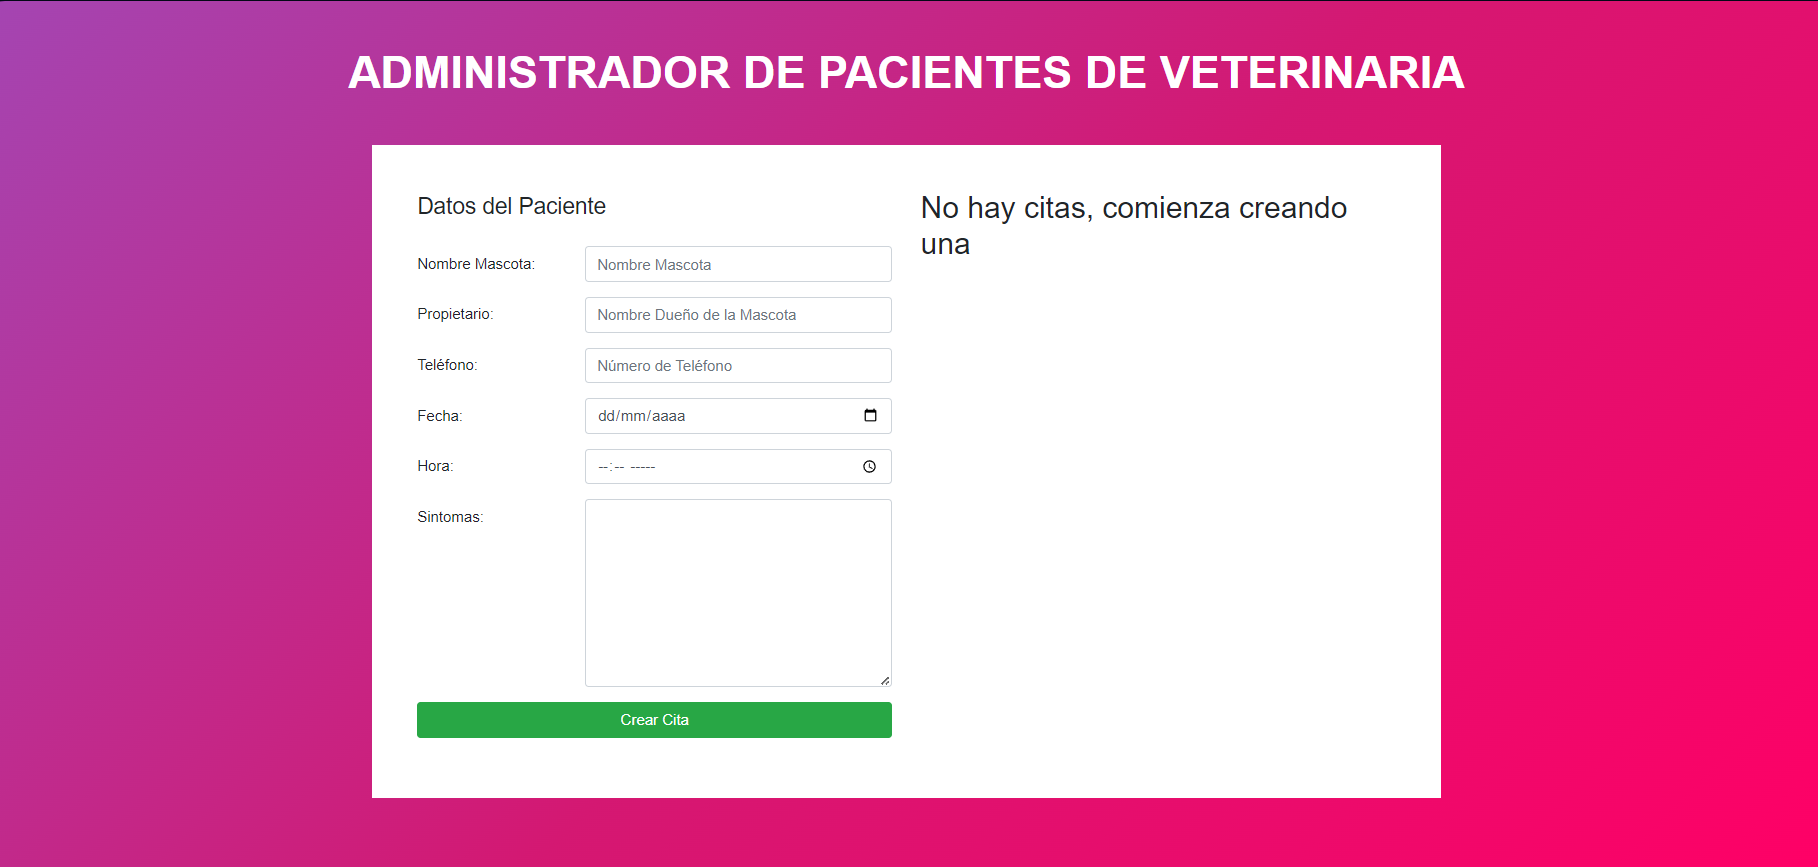 ADMINISTRADOR DE PACIENTES DE VETERINARIA
Datos del Paciente
Nombre Mascota:
Nombre Mascota
Propietario:
Nombre Dueño de la Mascota
Teléfono:
Número de Teléfono
Fecha:
dd/mm/aaaa
Hora:
--:-- -----
Sintomas:
Crear Cita
No hay citas, comienza creando
una